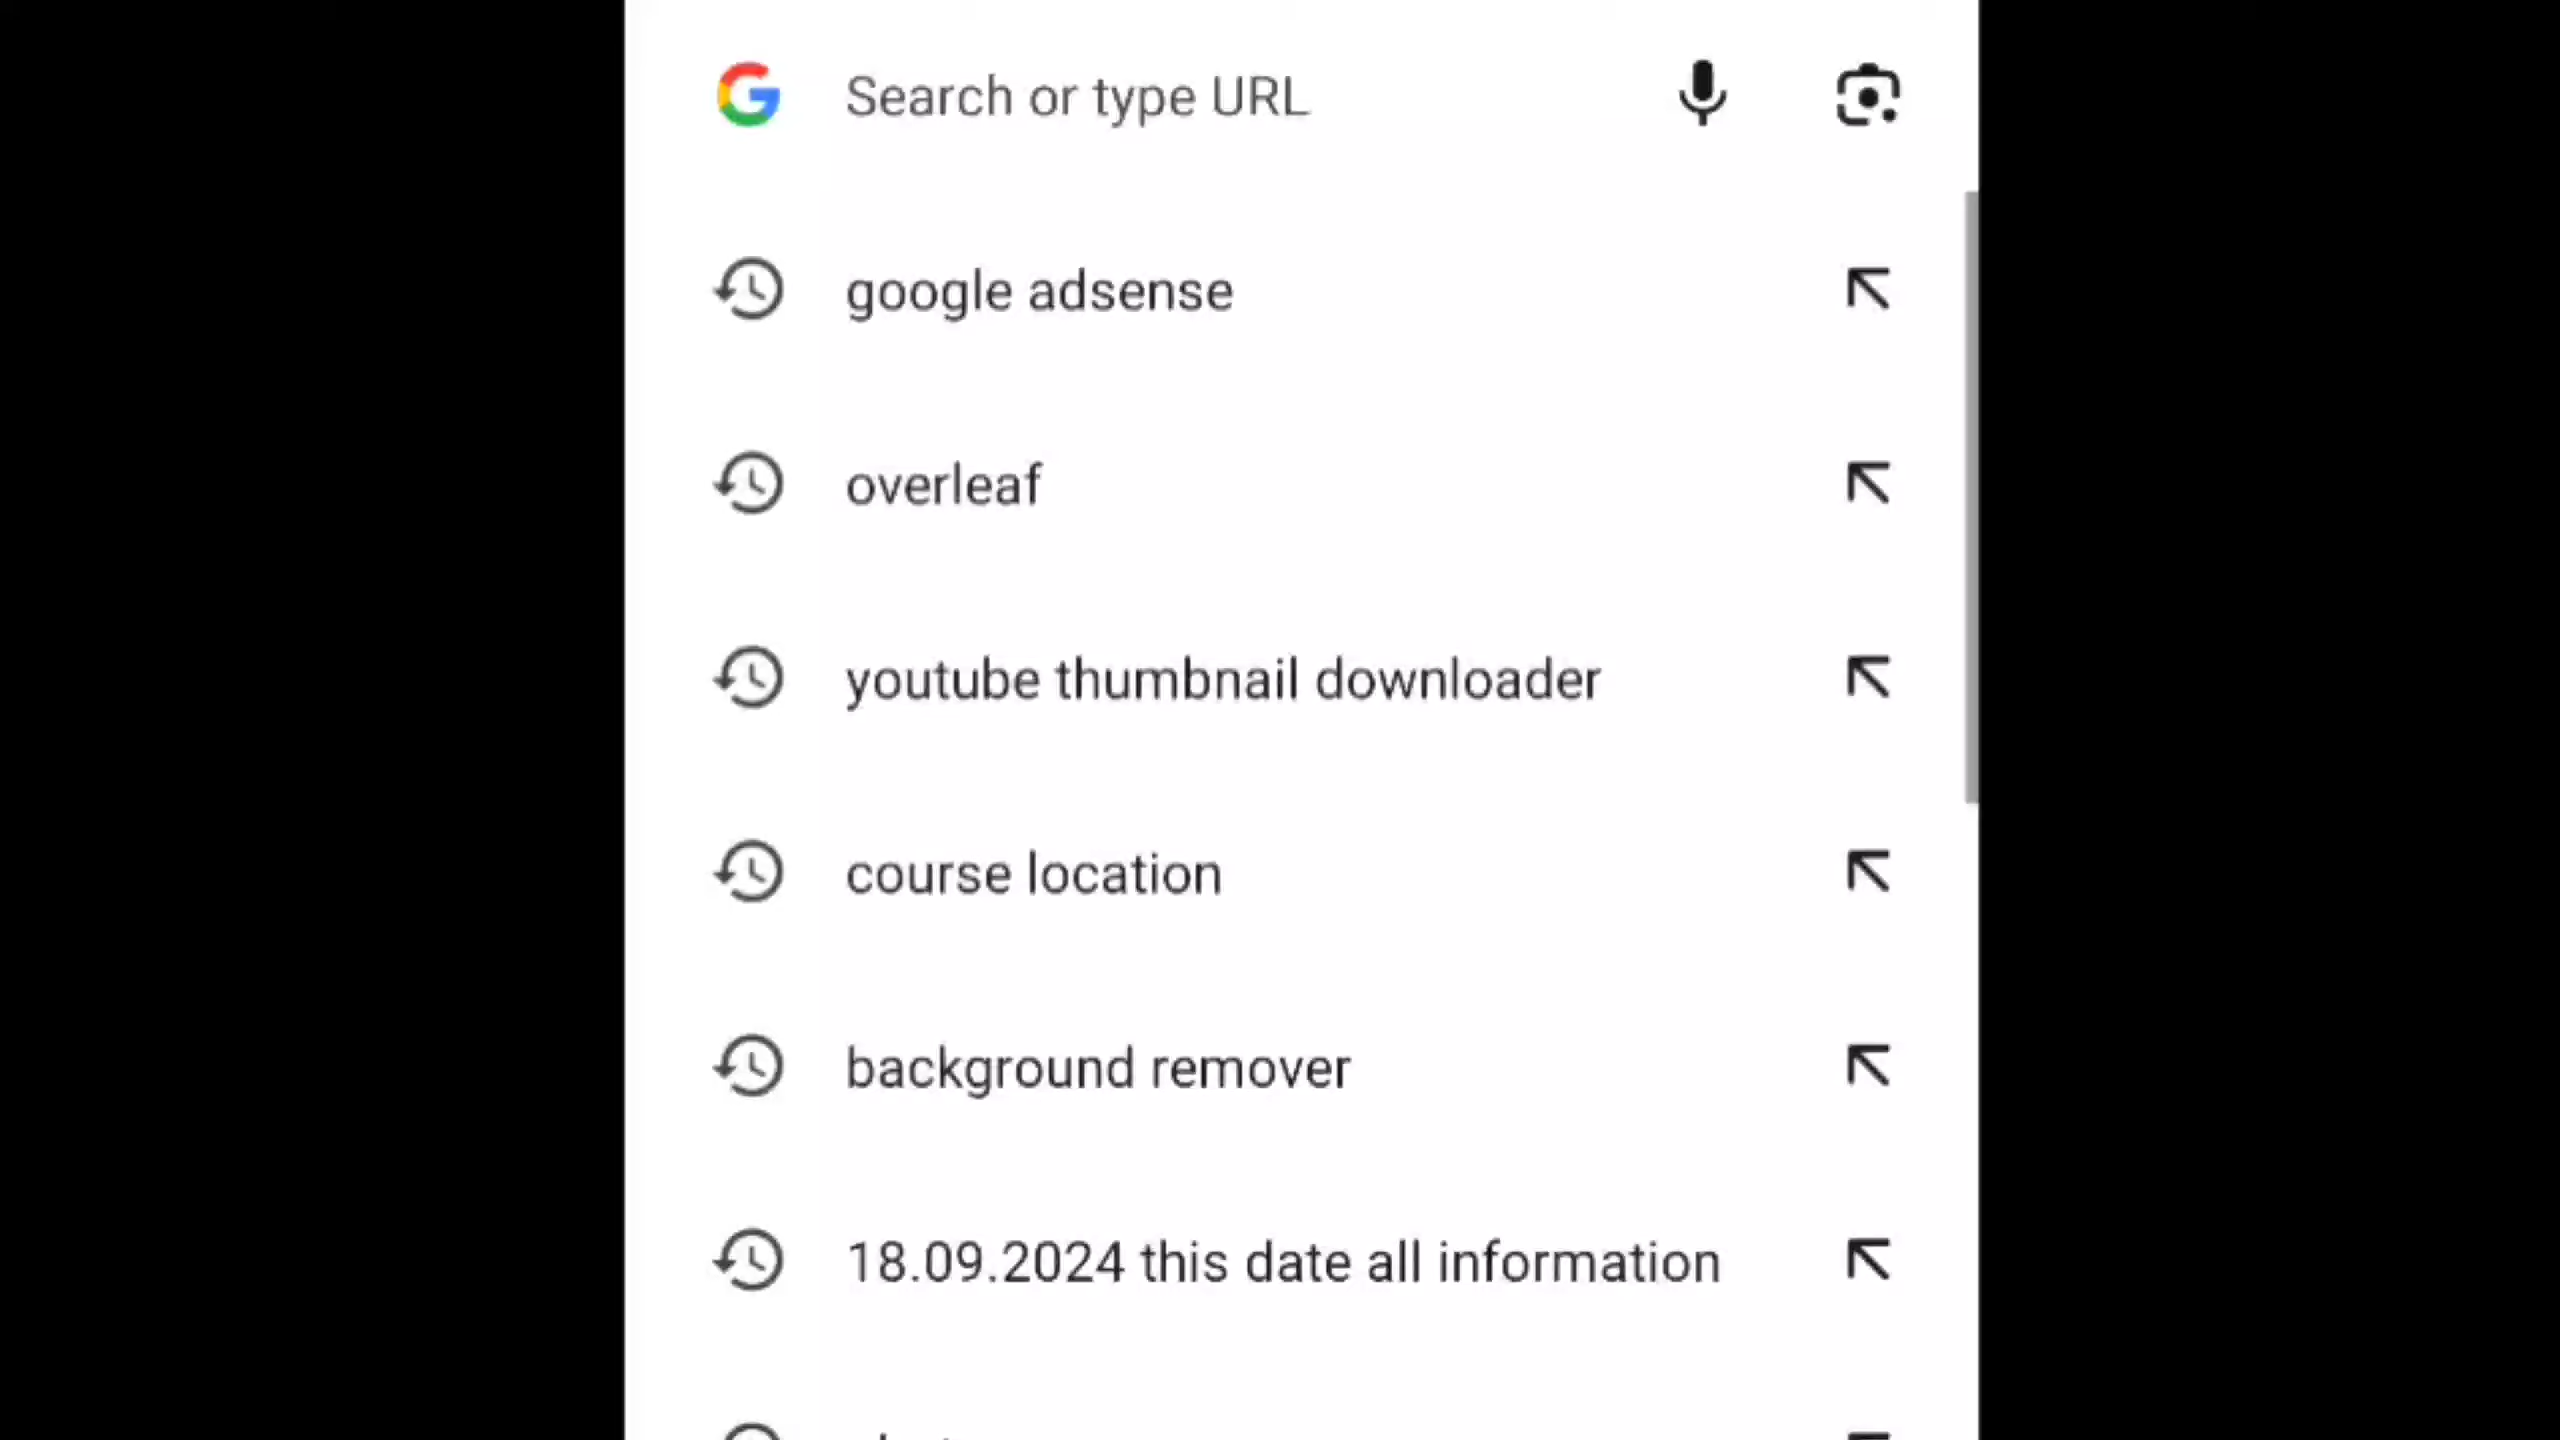 Search or type URL
google adsense
overleaf
youtube thumbnail downloader
course location
background remover
18.09.2024 this date all information